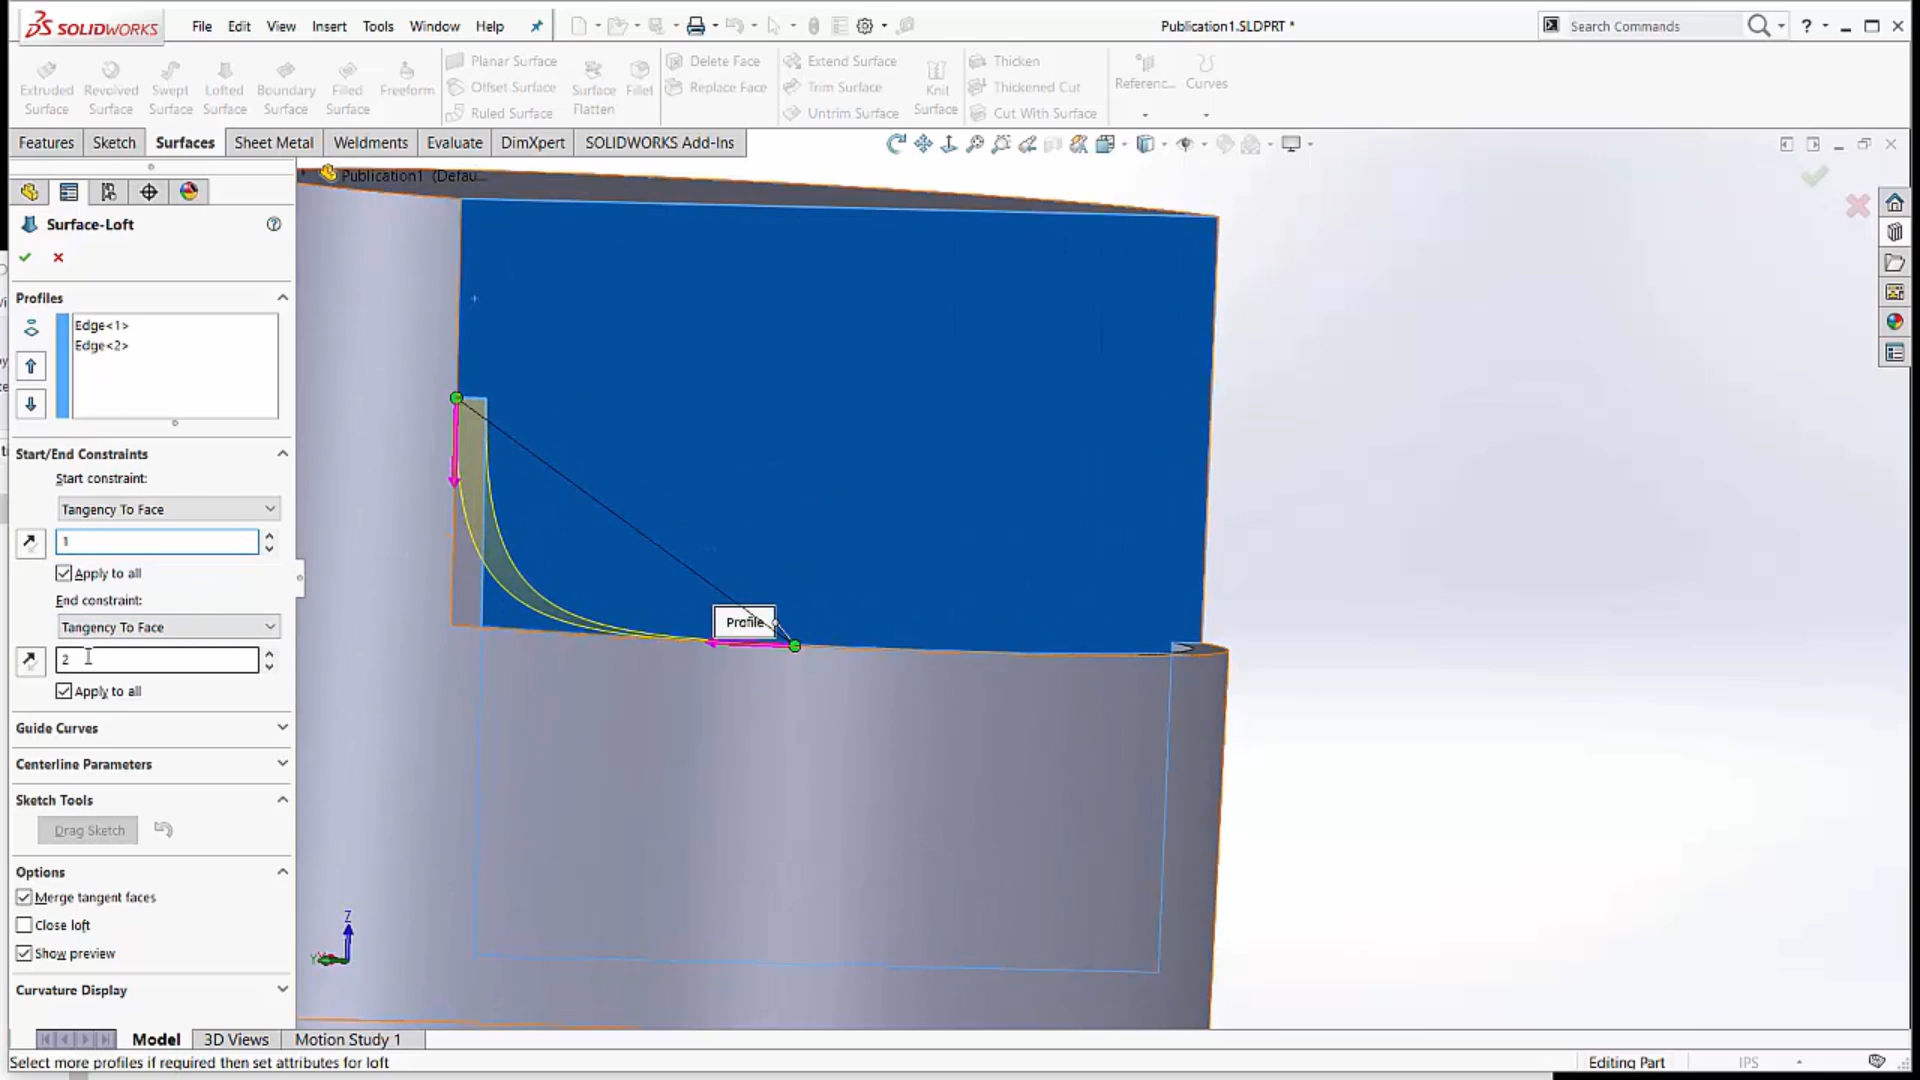 SOLIDWORKS File Edit View Insert Tools Window Help Publication1.SLDPRT * Search Commands ?
Extruded Surface
Revolved Surface
Swept Surface
Lofted Surface
Boundary Surface
Filled Surface
Freeform
Planar Surface
Offset Surface
Ruled Surface
Surface Flatten
Fillet
Delete Face
Replace Face
Extend Surface
Trim Surface
Untrim Surface
Knit Surface
Thicken
Thickened Cut
Cut With Surface
Referenc...
Curves
Features Sketch Surfaces Sheet Metal Weldments Evaluate DimXpert SOLIDWORKS Add-Ins
Publication1 (Defau...
Surface-Loft
Profiles
Edge<1>
Edge<2>
Start/End Constraints
Start constraint:
Tangency To Face
1
Apply to all
End constraint:
Tangency To Face
2
Apply to all
Guide Curves
Centerline Parameters
Sketch Tools
Drag Sketch
Options
Merge tangent faces
Close loft
Show preview
Curvature Display
Profile
Z
Model 3D Views Motion Study 1
Select more profiles if required then set attributes for loft Editing Part IPS